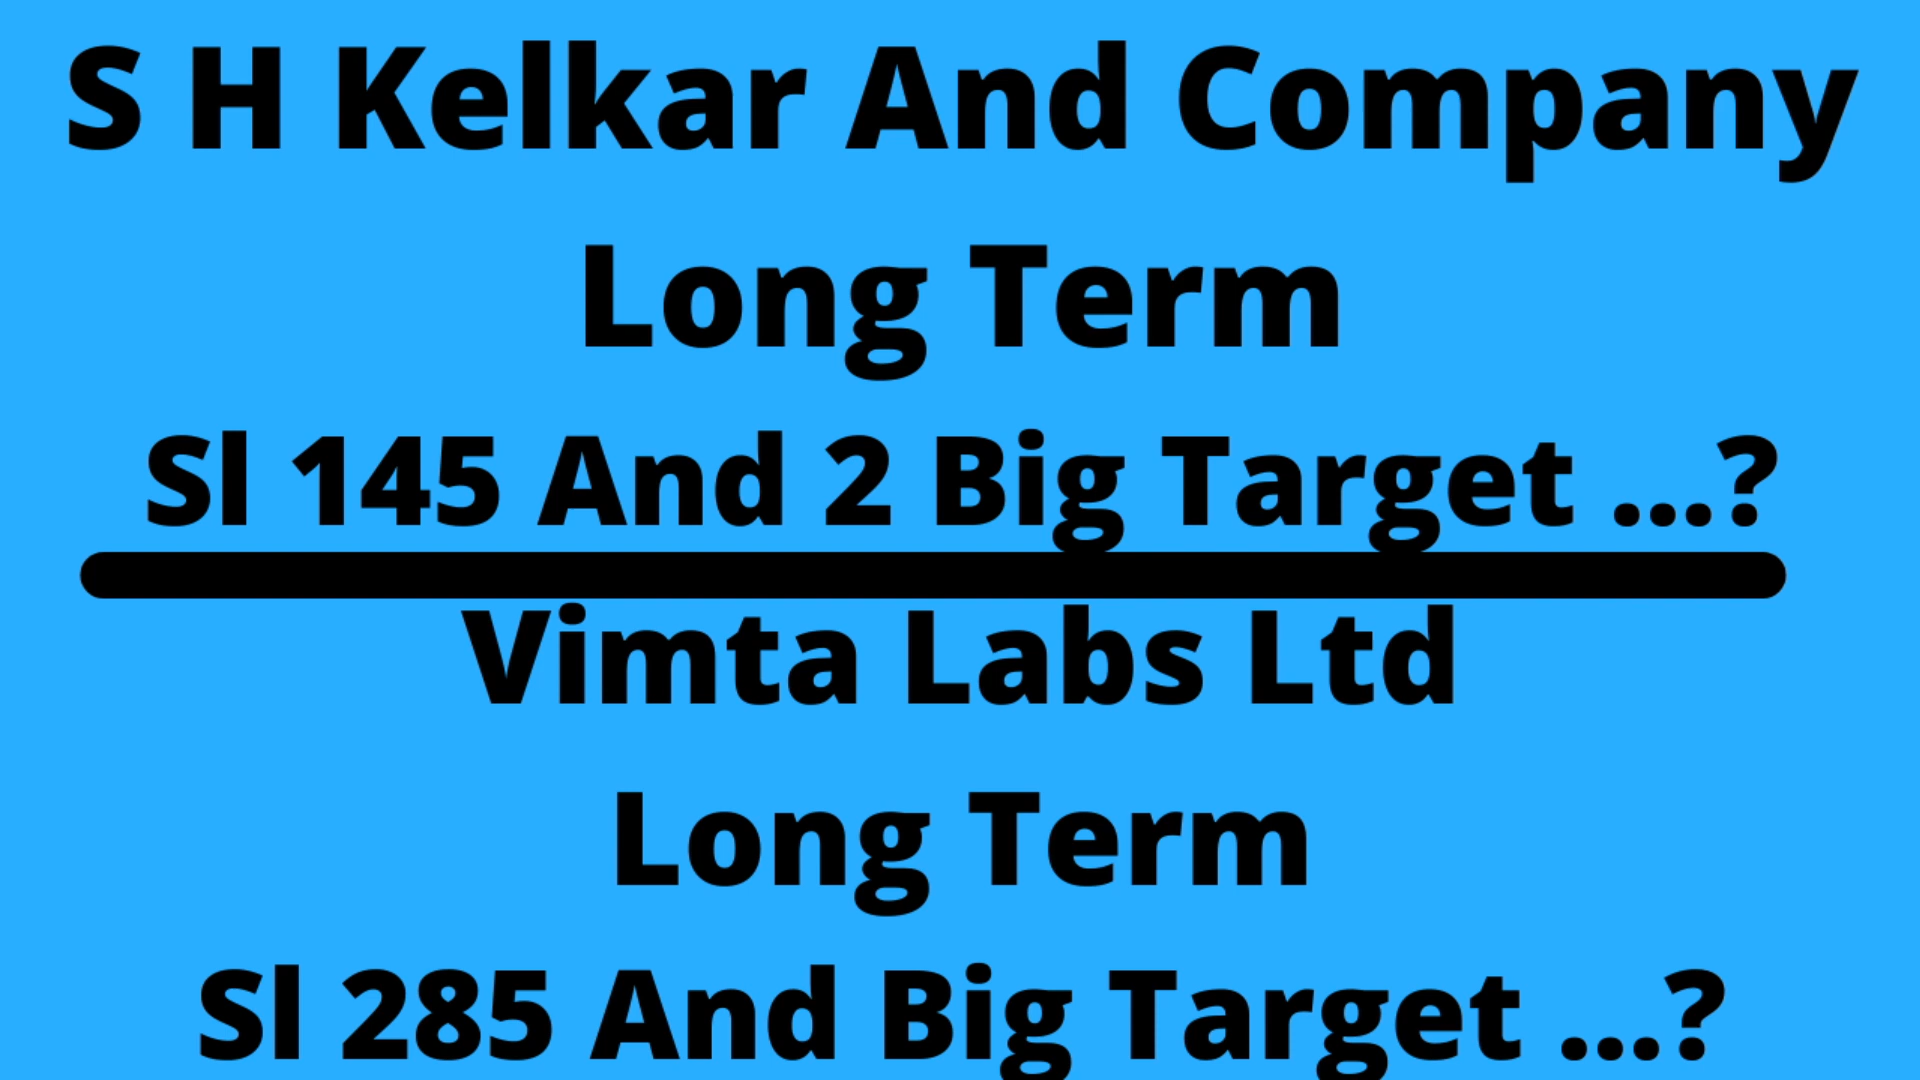 S H Kelkar And Company
Long Term
Sl 145 And 2 Big Target ...?
Vimta Labs Ltd
Long Term
Sl 285 And Big Target ...?